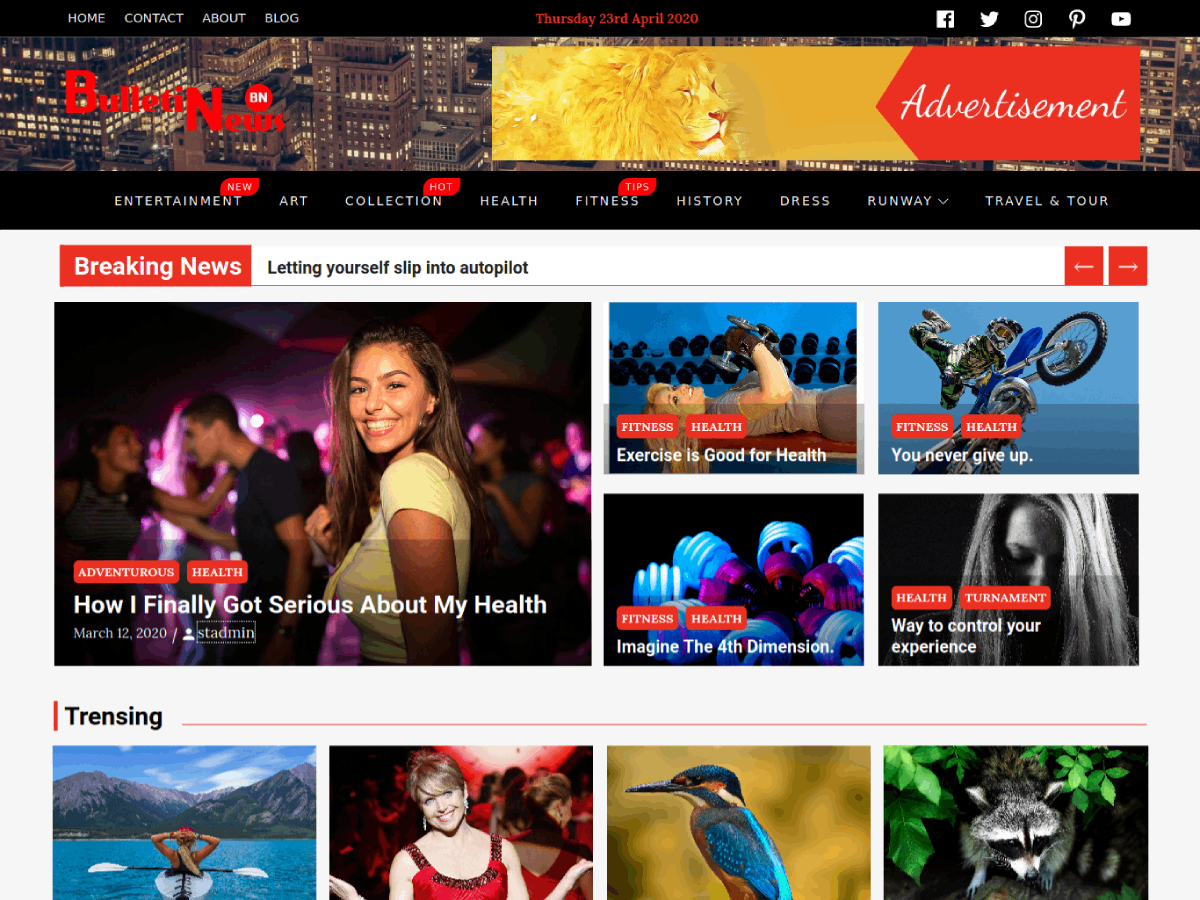 HOME CONTACT ABOUT BLOG
Thursday 23rd April 2020
BulletiN News
BN
Advertisement
NEW HOT TIPS
ENTERTAINMENT ART COLLECTION HEALTH FITNESS HISTORY DRESS RUNWAY TRAVEL & TOUR
Breaking News
Letting yourself slip into autopilot
ADVENTUROUS HEALTH
How I Finally Got Serious About My Health
March 12, 2020 / stadmin
FITNESS HEALTH
Exercise is Good for Health
FITNESS HEALTH
You never give up.
FITNESS HEALTH
Imagine The 4th Dimension.
HEALTH TURNAMENT
Way to control your
experience
Trensing